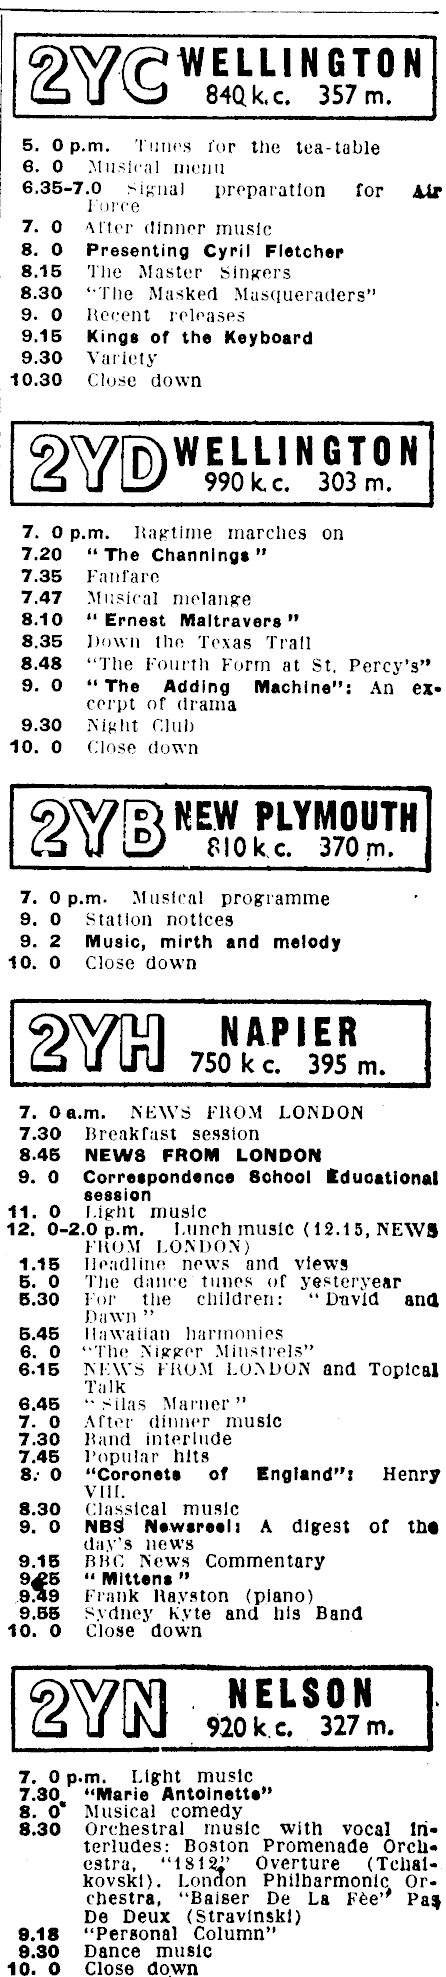 2YC WELLINGTON
840 k.c. 357 m.
5. 0 p.m. Tunes for the tea-table
6. 0 Musical menu
6.35-7.0 Signal preparation for Air
Force
7. 0 After dinner music
8. 0 Presenting Cyril Fletcher
8.15 The Master Singers
8.30 "The Masked Masqueraders"
9. 0 Recent releases
9.15 Kings of the Keyboard
9.30 Variety
10.30 Close down
2YD WELLINGTON
990 k.c. 303 m.
7. 0 p.m. Ragtime marches on
7.20 "The Channings"
7.35 Fanfare
7.47 Musical melange
8.10 "Ernest Maltravers"
8.35 Down the Texas Trail
8.48 "The Fourth Form at St. Percy's"
9. 0 "The Adding Machine": An ex-
cerpt of drama
9.30 Night Club
10. 0 Close down
2YB NEW PLYMOUTH
810 k.c. 370 m.
7. 0 p.m. Musical programme
9. 0 Station notices
9. 2 Music, mirth and melody
10. 0 Close down
2YH NAPIER
750 k c. 395 m.
7. 0 a.m. NEWS FROM LONDON
7.30 Breakfast session
8.45 NEWS FROM LONDON
9. 0 Correspondence School Educational
session
11. 0 Light music
12. 0-2.0 p.m. Lunch music (12.15, NEWS
FROM LONDON)
1.15 Headline news and views
5. 0 The dance tunes of yesteryear
5.30 For the children: "David and
Dawn"
5.45 Hawaiian harmonies
6. 0 "The Nigger Minstrels"
6.15 NEWS FROM LONDON and Topical
Talk
6.45 "Silas Marner"
7. 0 After dinner music
7.30 Band interlude
7.45 Popular hits
8. 0 "Coronets of England": Henry
VIII.
8.30 Classical music
9. 0 NBS Newsreel: A digest of the
day's news
9.15 BBC News Commentary
9.25 "Mittens"
9.49 Frank Rayston (piano)
9.55 Sydney Kyte and his Band
10. 0 Close down
2YN NELSON
920 k.c. 327 m.
7. 0 p.m. Light music
7.30 "Marie Antoinette"
8. 0 Musical comedy
8.30 Orchestral music with vocal in-
terludes: Boston Promenade Orch-
estra, "1812" Overture (Tchai-
kovski). London Philharmonic Or-
chestra, "Baiser De La Fèe" Pas
De Deux (Stravinski)
9.18 "Personal Column"
9.30 Dance music
10. 0 Close down